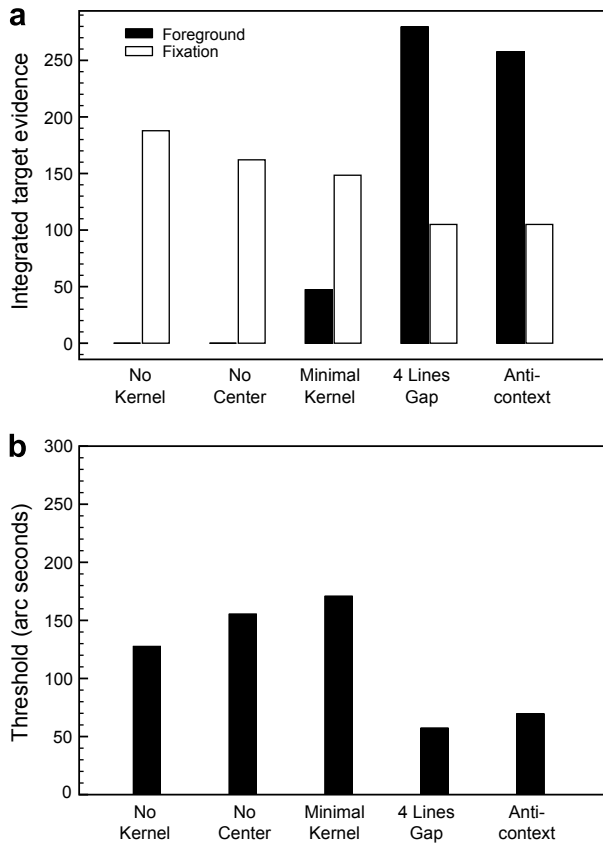 a
Foreground
Fixation
Integrated target evidence
250
200
150
100
50
0
No Kernel
No Center
Minimal Kernel
4 Lines Gap
Anti-context
b
Threshold (arc seconds)
300
250
200
150
100
50
0
No Kernel
No Center
Minimal Kernel
4 Lines Gap
Anti-context